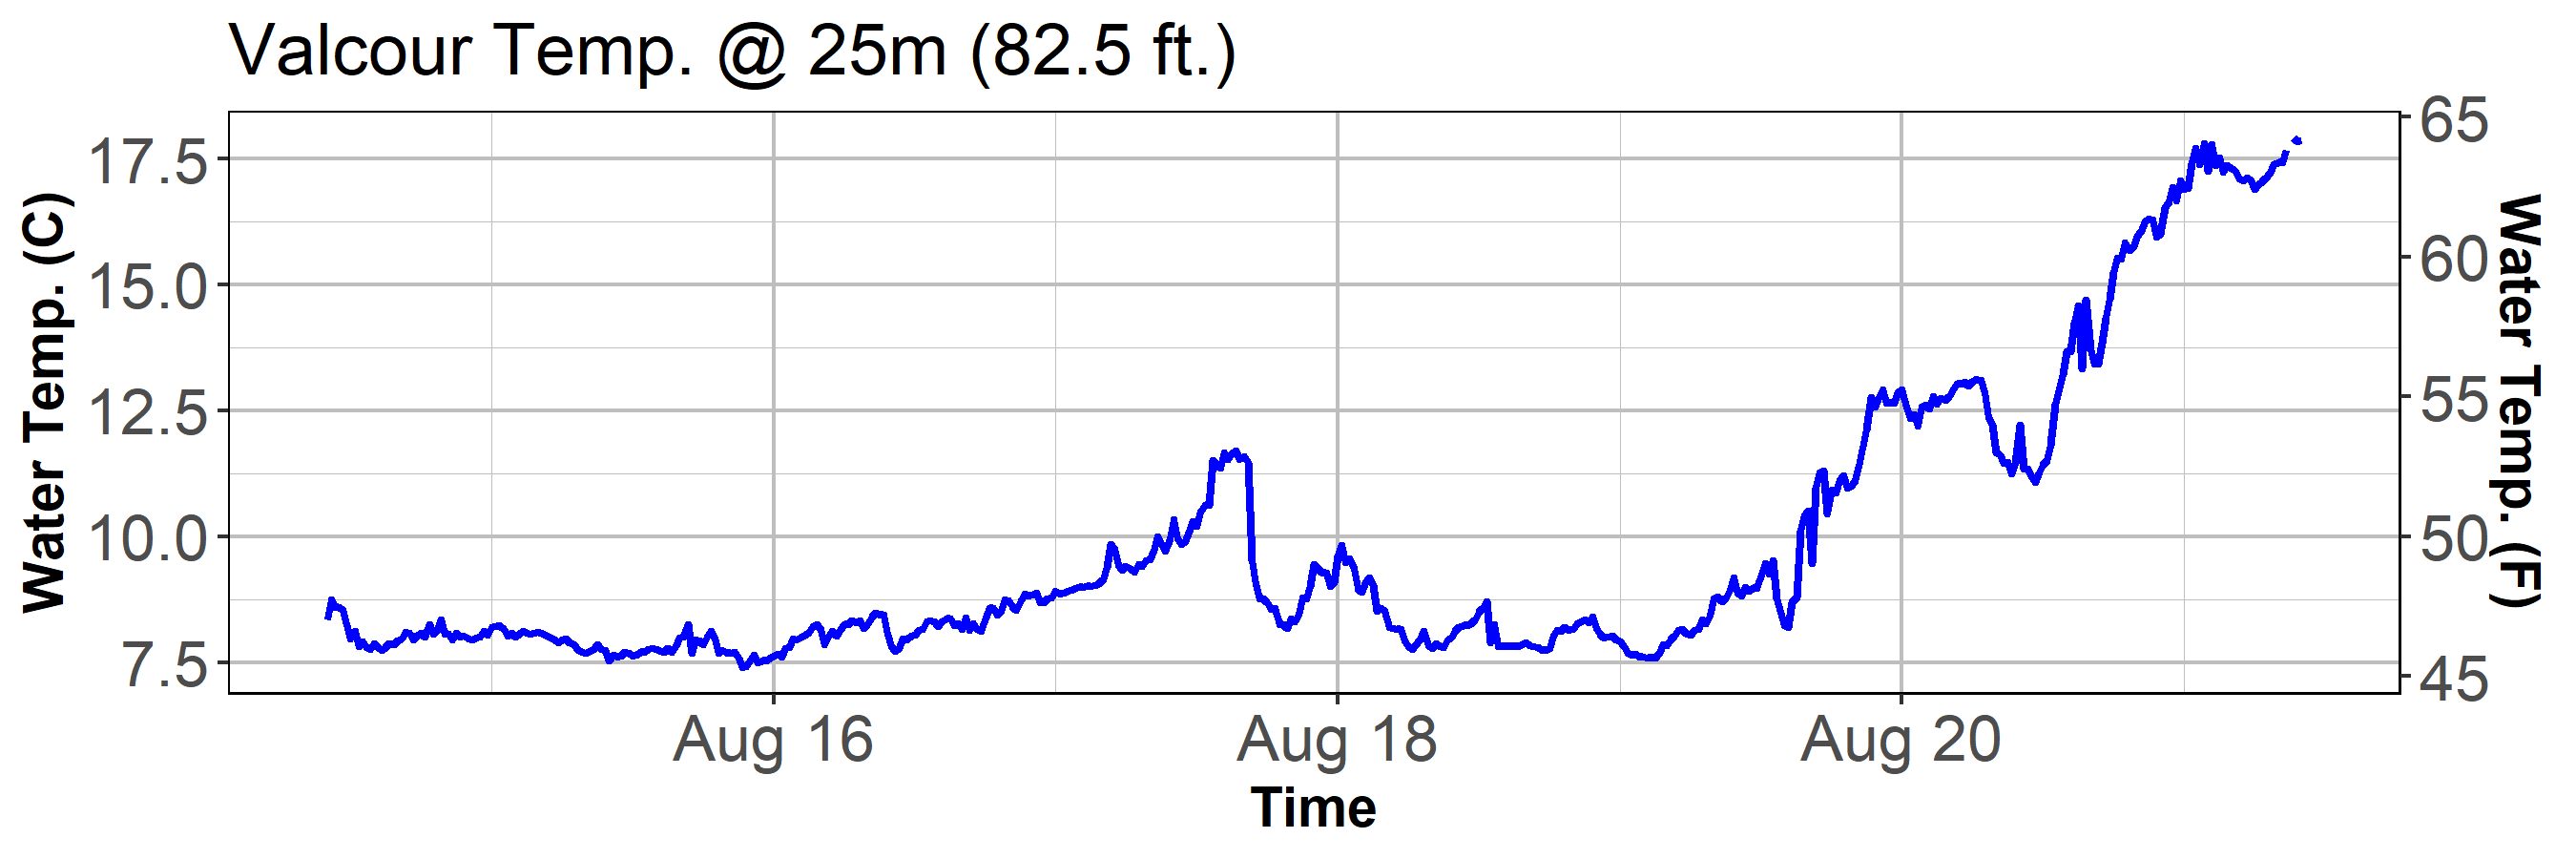 Valcour Temp. @ 25m (82.5 ft.)
Water Temp. (C)
17.5
15.0
12.5
10.0
7.5
65
60
55
50
45
Water Temp. (F)
Aug 16 Aug 18 Aug 20
Time